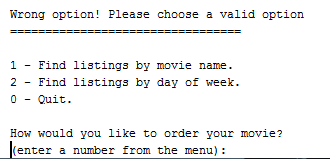 Wrong option! Please choose a valid option
=================================
1 - Find listings by movie name.
2 - Find listings by day of week.
0 - Quit.
How would you like to order your movie?
(enter a number from the menu):